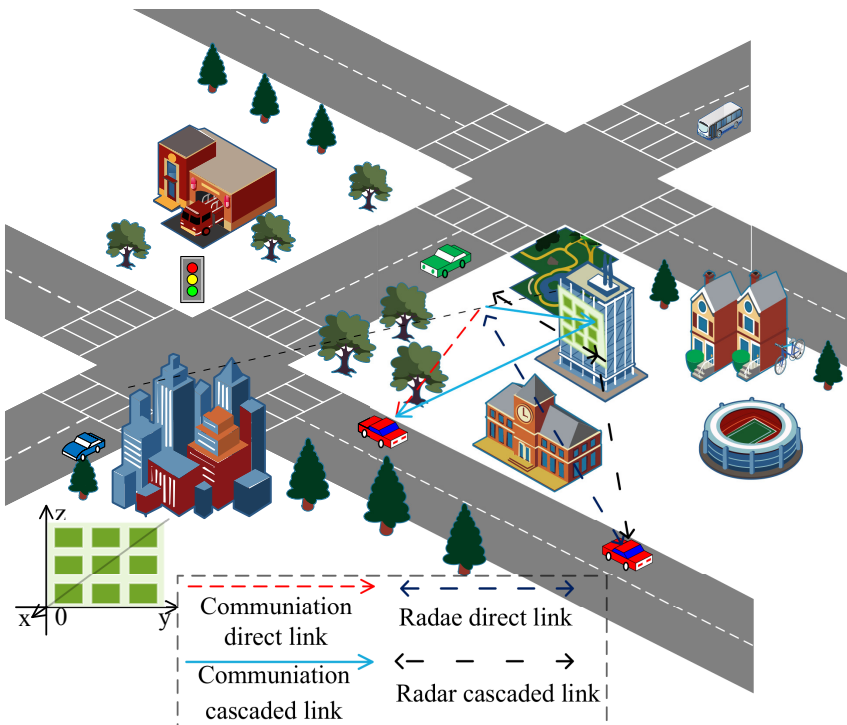 z
x
0
y
Communiation
direct link
Radae direct link
Communiation
cascaded link
Radar cascaded link